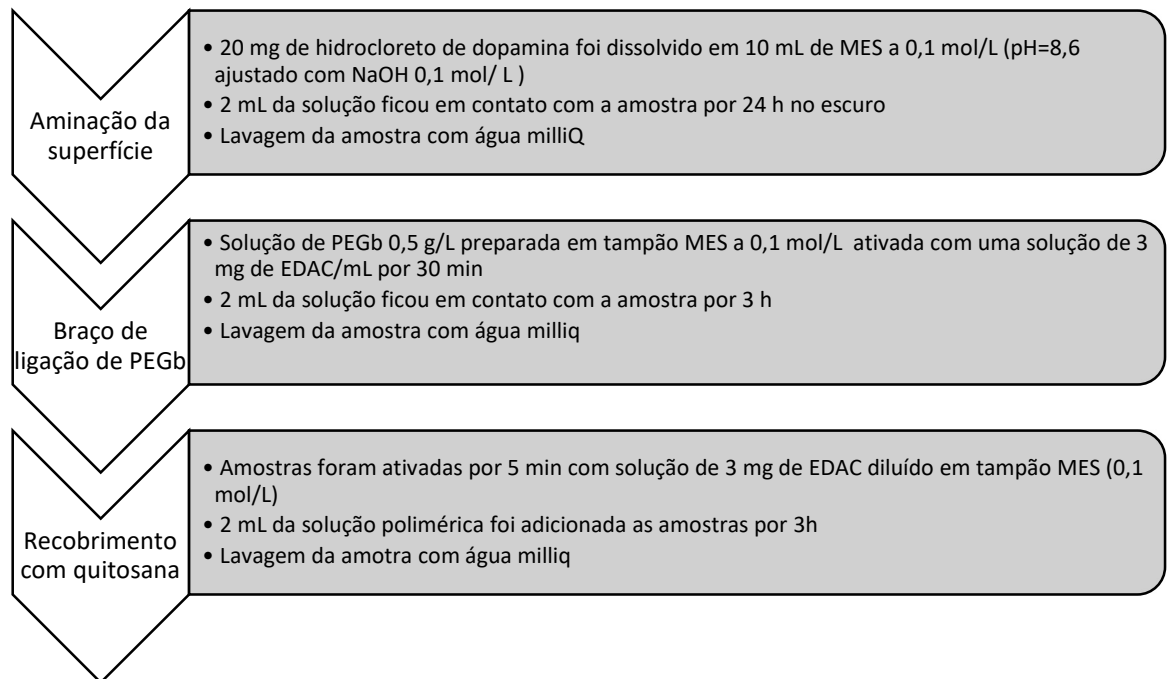 Aminação da
superfície
• 20 mg de hidrocloreto de dopamina foi dissolvido em 10 mL de MES a 0,1 mol/L (pH=8,6
ajustado com NaOH 0,1 mol/ L )
• 2 mL da solução ficou em contato com a amostra por 24 h no escuro
• Lavagem da amostra com água milliQ
Braço de
ligação de PEGb
• Solução de PEGb 0,5 g/L preparada em tampão MES a 0,1 mol/L ativada com uma solução de 3
mg de EDAC/mL por 30 min
• 2 mL da solução ficou em contato com a amostra por 3 h
• Lavagem da amostra com água milliq
Recobrimento
com quitosana
• Amostras foram ativadas por 5 min com solução de 3 mg de EDAC diluído em tampão MES (0,1
mol/L)
• 2 mL da solução polimérica foi adicionada as amostras por 3h
• Lavagem da amotra com água milliq